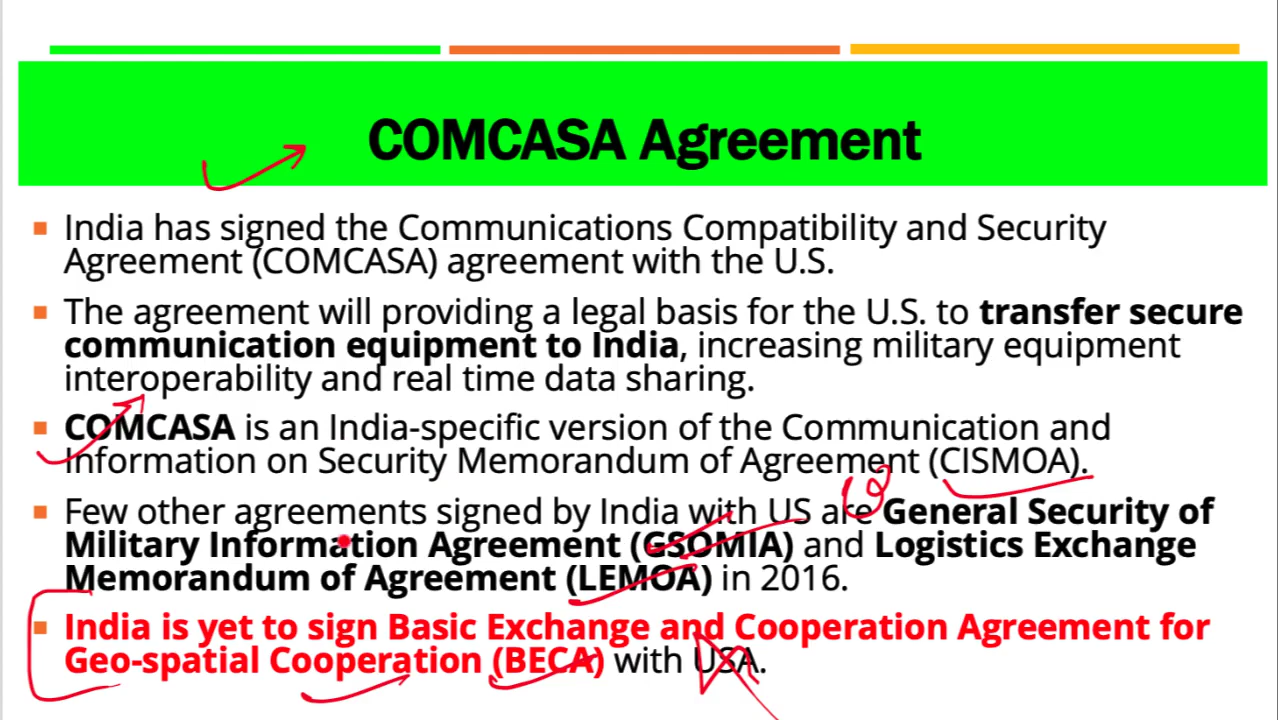 COMCASA Agreement
India has signed the Communications Compatibility and Security
Agreement (COMCASA) agreement with the U.S.
The agreement will providing a legal basis for the U.S. to transfer secure
communication equipment to India, increasing military equipment
interoperability and real time data sharing.
COMCASA is an India-specific version of the Communication and
Information on Security Memorandum of Agreement (CISMOA).
Few other agreements signed by India with US are General Security of
Military Information Agreement (GSOMIA) and Logistics Exchange
Memorandum of Agreement (LEMOA) in 2016.
India is yet to sign Basic Exchange and Cooperation Agreement for
Geo-spatial Cooperation (BECA) with USA.